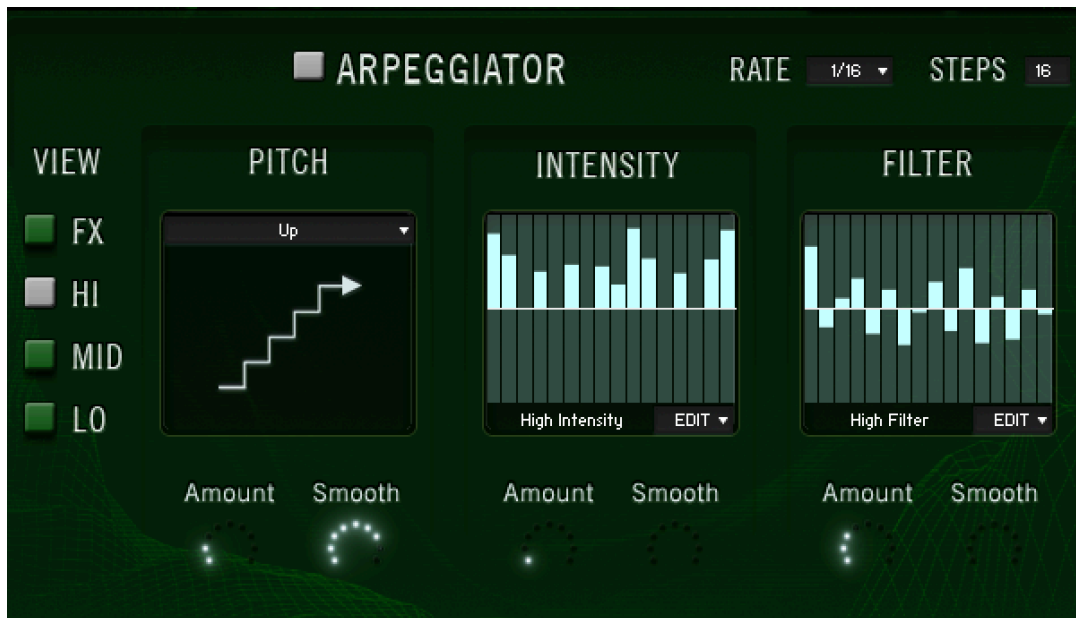 ARPEGGIATOR RATE 1/16 STEPS 16
VIEW PITCH INTENSITY FILTER
FX Up
HI
MID
LO
High Intensity EDIT High Filter EDIT
Amount Smooth Amount Smooth Amount Smooth